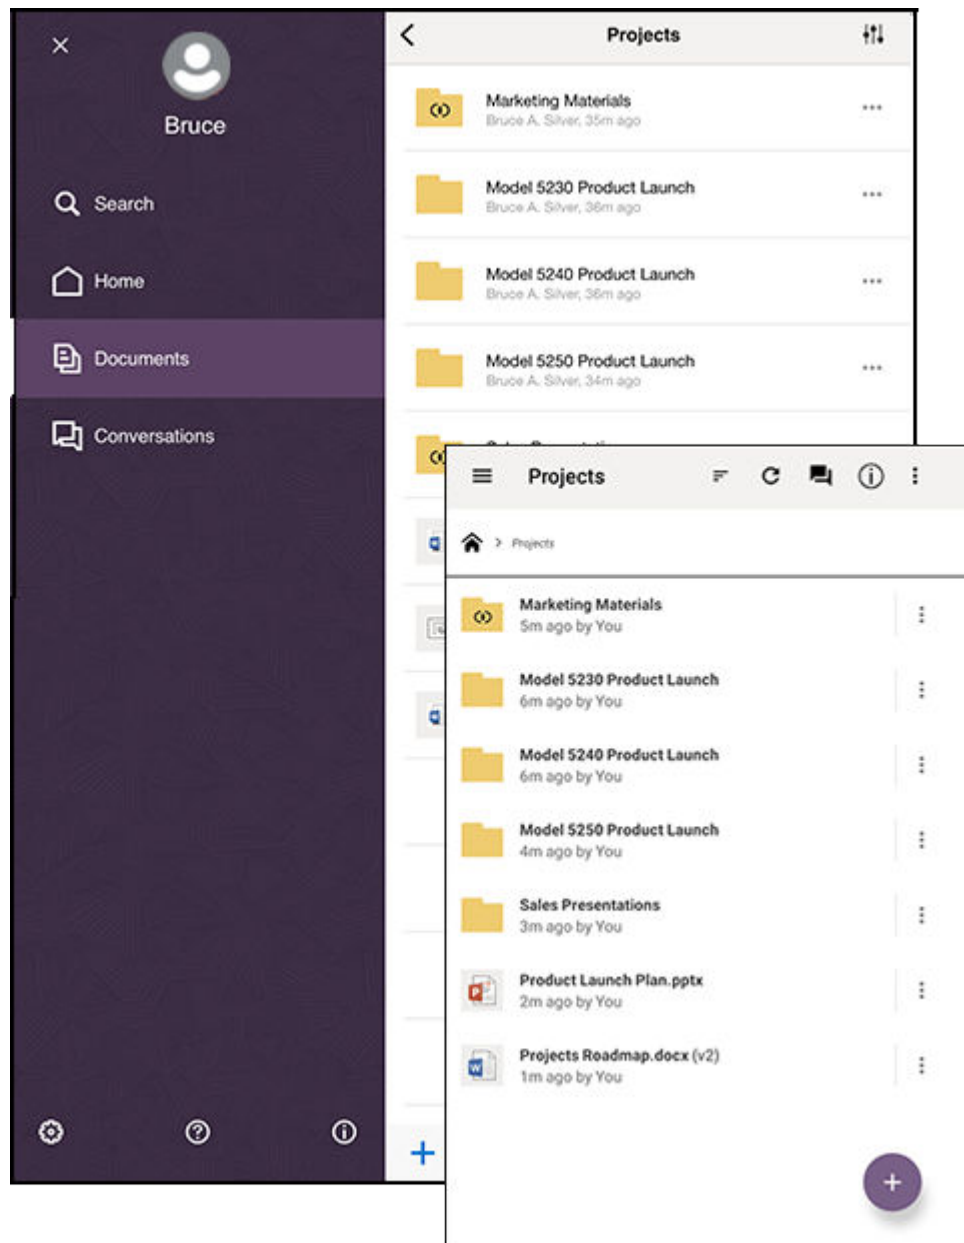 Bruce
Search
Home
Documents
Conversations
Projects
Marketing Materials
Bruce A. Silver, 35m ago
Model 5230 Product Launch
Bruce A. Silver, 36m ago
Model 5240 Product Launch
Bruce A. Silver, 36m ago
Model 5250 Product Launch
Bruce A. Silver, 34m ago
Projects
> Projects
Marketing Materials
5m ago by You
Model 5230 Product Launch
6m ago by You
Model 5240 Product Launch
6m ago by You
Model 5250 Product Launch
4m ago by You
Sales Presentations
3m ago by You
Product Launch Plan.pptx
2m ago by You
Projects Roadmap.docx (v2)
1m ago by You